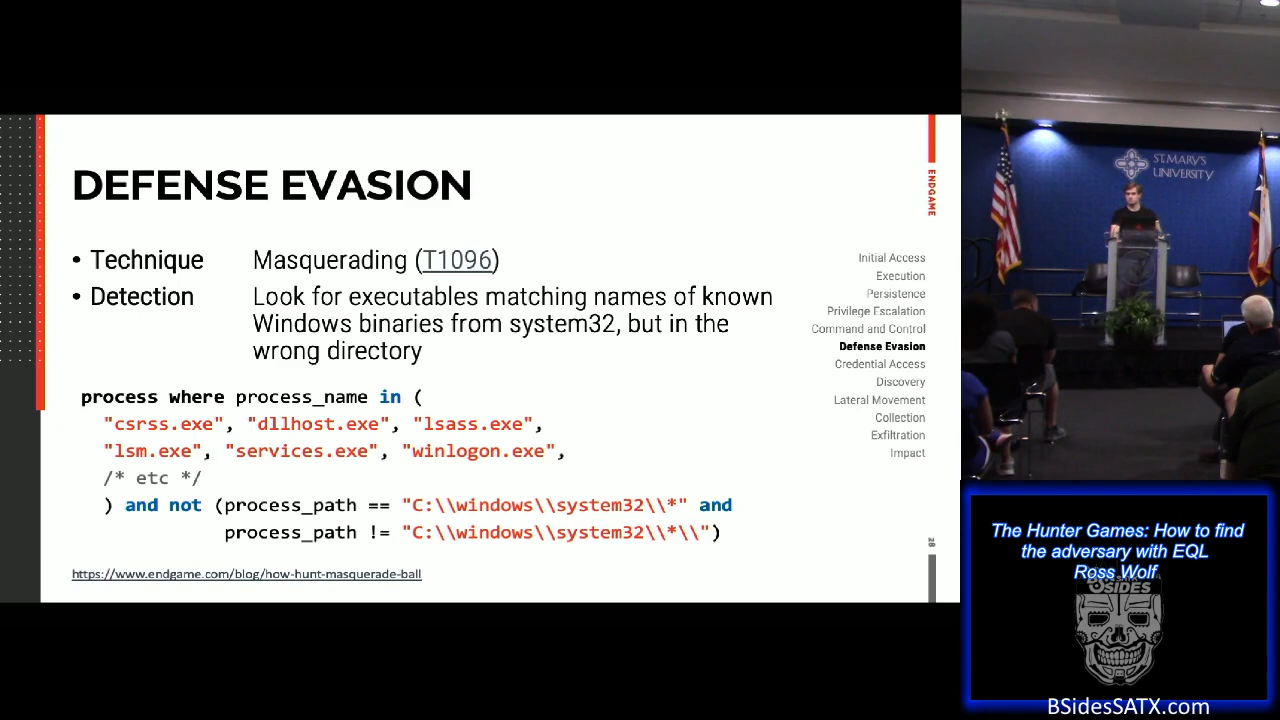 DEFENSE EVASION
• Technique Masquerading (T1096)
• Detection Look for executables matching names of known
Windows binaries from system32, but in the
wrong directory
process where process_name in (
"csrss.exe", "dllhost.exe", "lsass.exe",
"lsm.exe", "services.exe", "winlogon.exe",
/* etc */
) and not (process_path == "C:\\windows\\system32\\*" and
process_path != "C:\\windows\\system32\\*\\")
https://www.endgame.com/blog/how-hunt-masquerade-ball
ENDGAME
Initial Access
Execution
Persistence
Privilege Escalation
Command and Control
Defense Evasion
Credential Access
Discovery
Lateral Movement
Collection
Exfiltration
Impact
28
ST. MARY'S
UNIVERSITY
The Hunter Games: How to find
the adversary with EQL
Ross Wolf
BSIDES
BSidesSATX.com